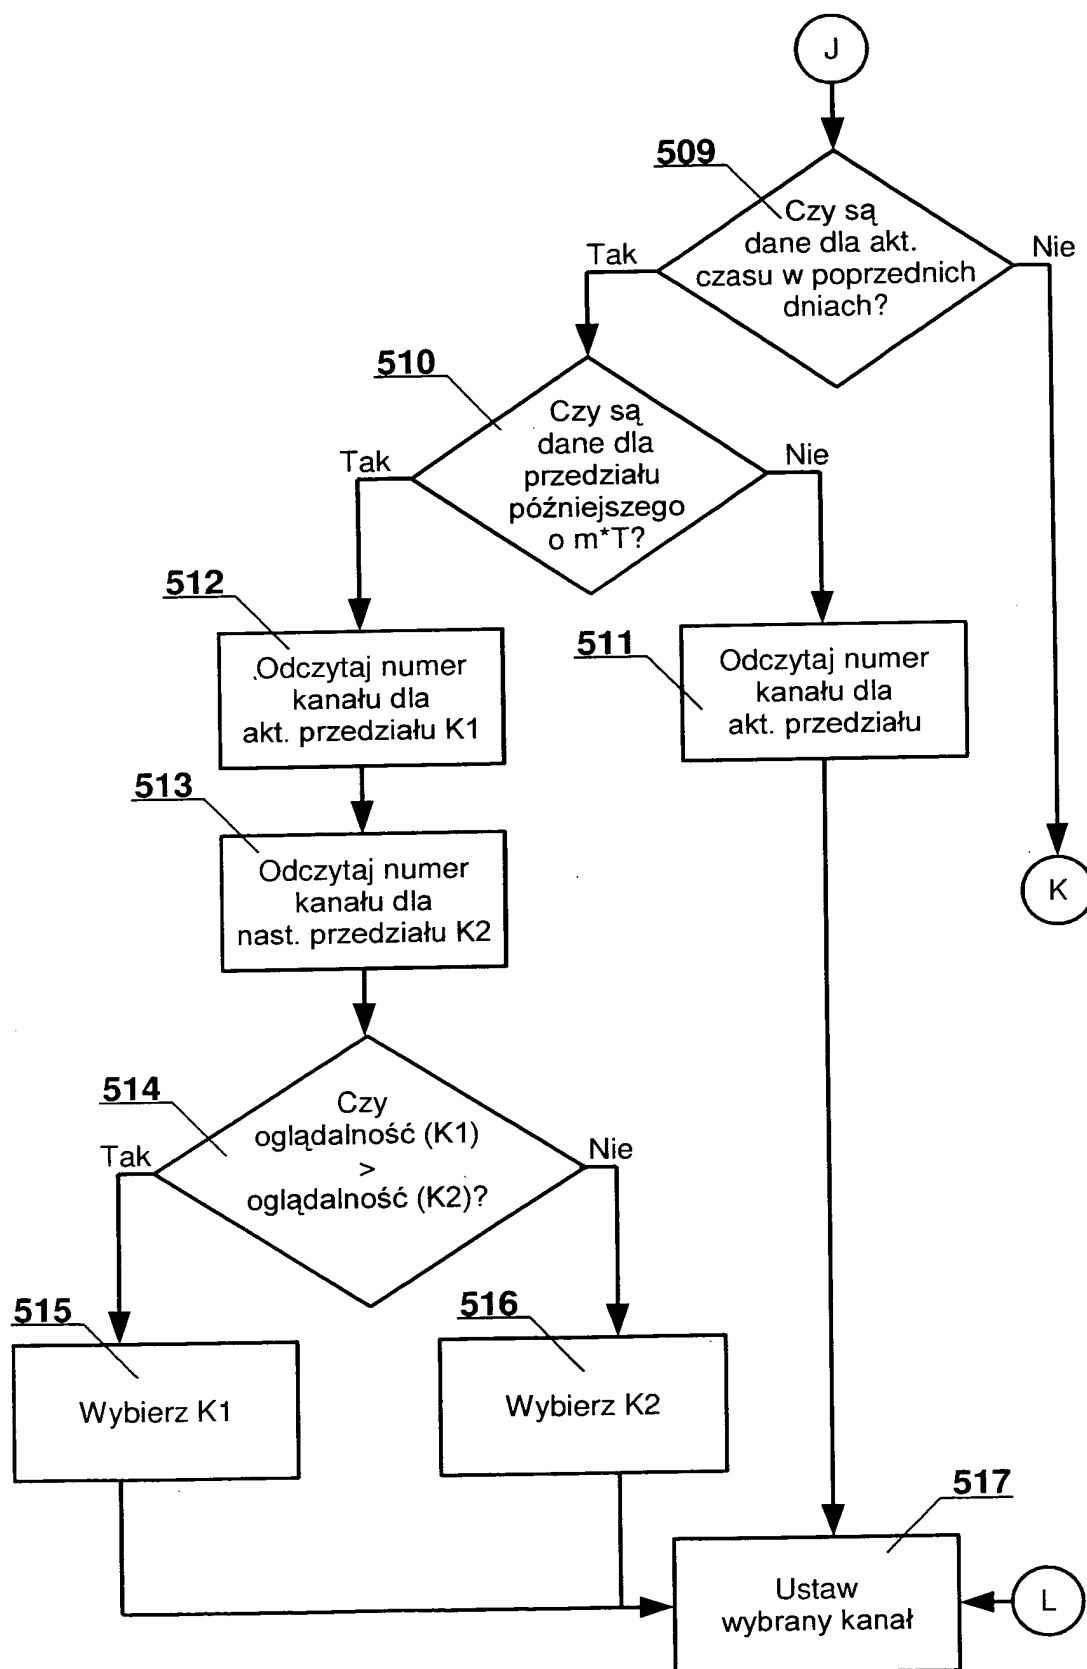 J
509
Czy są
dane dla akt.
czasu w poprzednich
dniach?
Tak
Nie
510
Czy są
dane dla
przedziału
późniejszego
o m*T?
Tak
Nie
512
Odczytaj numer
kanału dla
akt. przedziału K1
511
Odczytaj numer
kanału dla
akt. przedziału
513
Odczytaj numer
kanału dla
nast. przedziału K2
K
514
Czy
oglądalność (K1)
>
oglądalność (K2)?
Tak
Nie
515
Wybierz K1
516
Wybierz K2
517
Ustaw
wybrany kanał
L